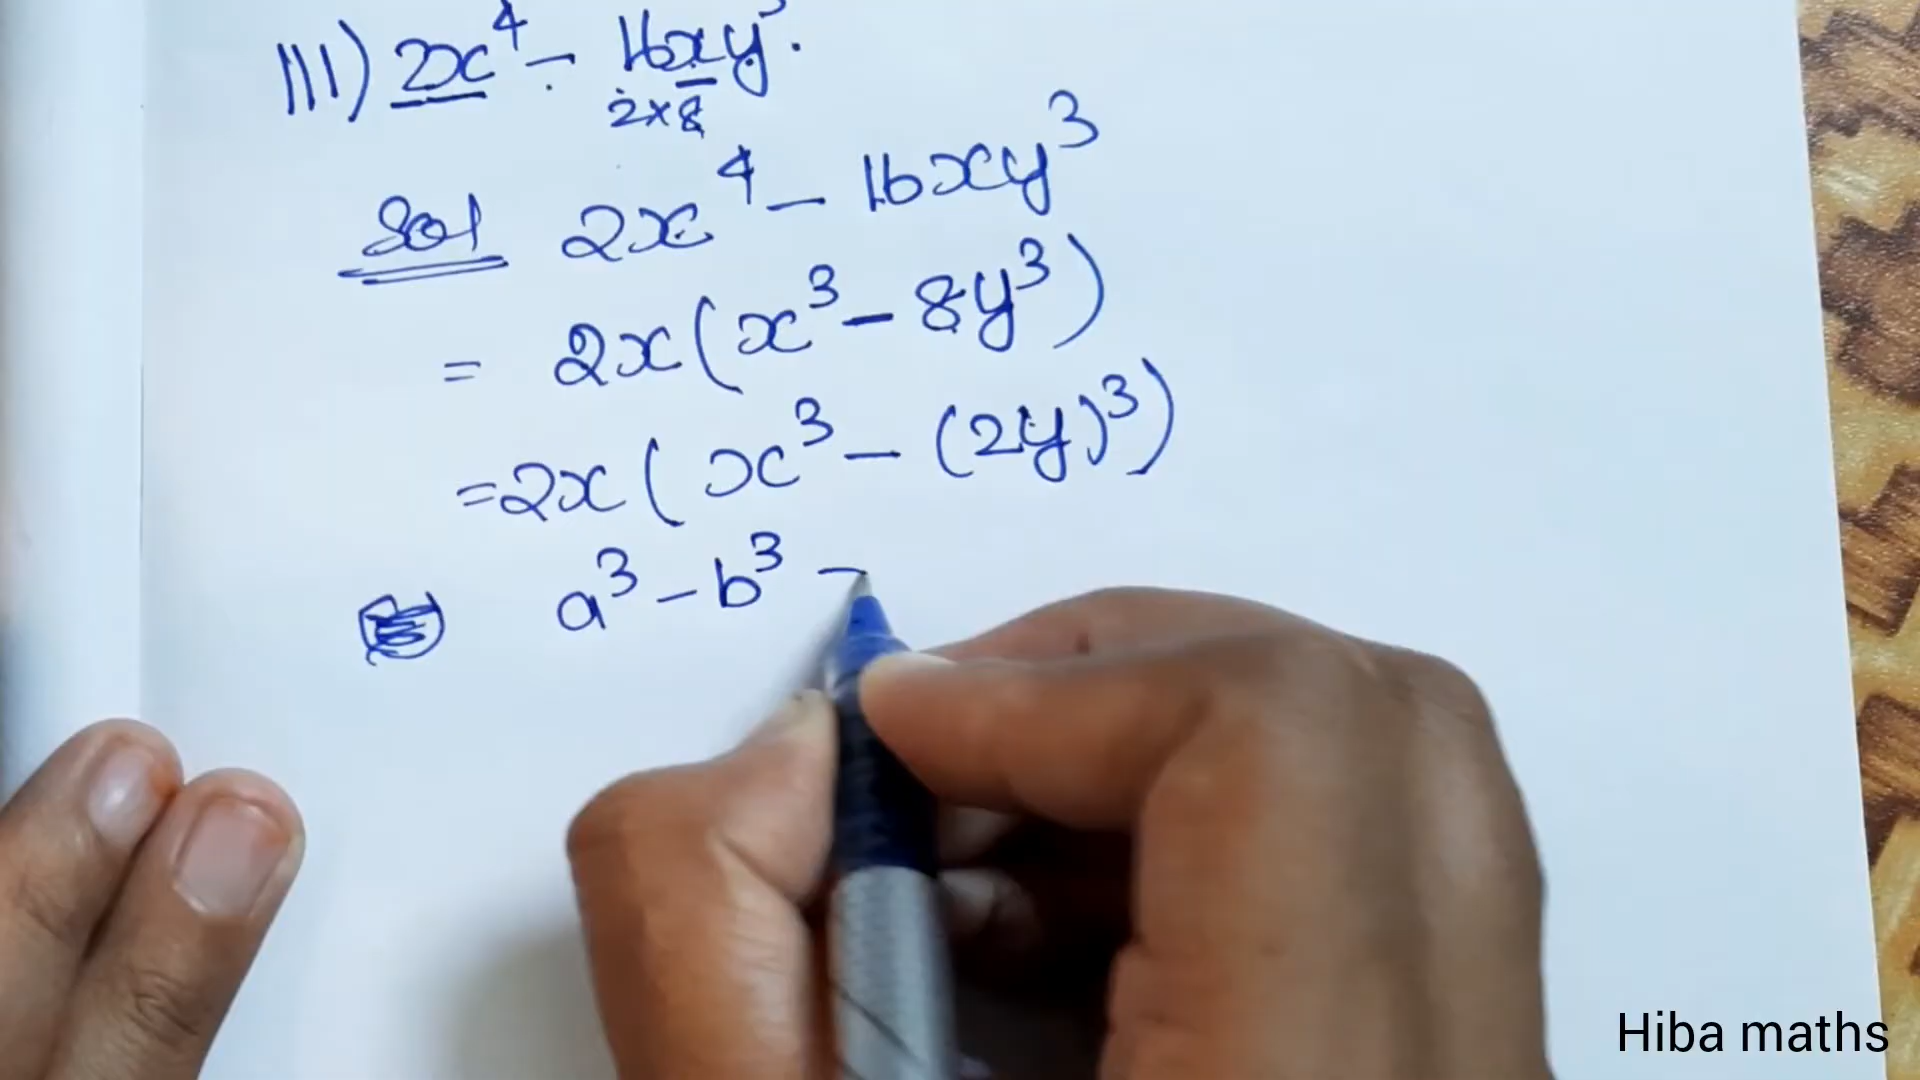 III) 2x⁴ - 16xy³.
2×8
Sol 2x⁴ - 16xy³
= 2x(x³ - 8y³)
= 2x(x³ - (2y)³)
a³ - b³ -
Hiba maths